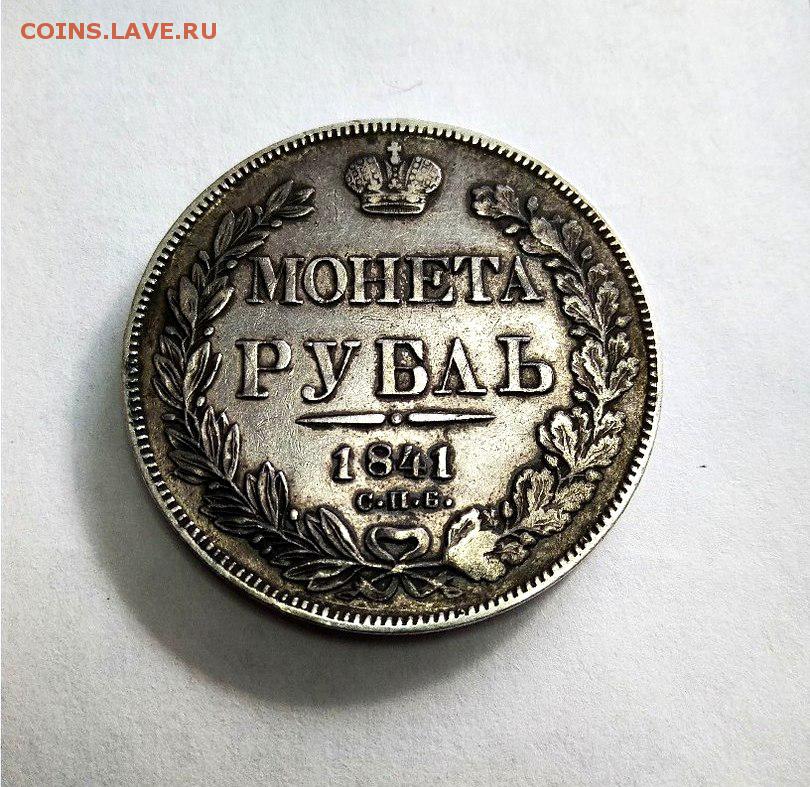 COINS.LAVE.RU
МОНЕТА
РУБЛЬ
1841
С.П.Б.